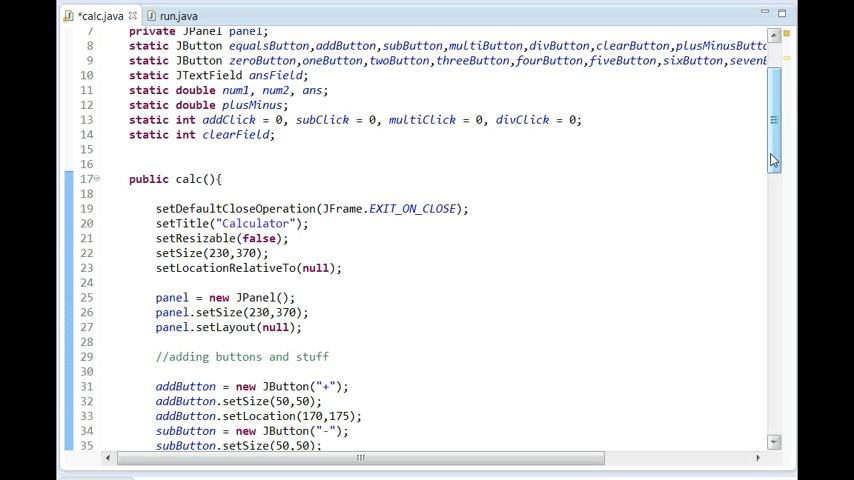 *calc.java run.java
7 private JPanel panel;
8 static JButton equalsButton,addButton,subButton,multiButton,divButton,clearButton,plusMinusButto
9 static JButton zeroButton,oneButton,twoButton,threeButton,fourButton,fiveButton,sixButton,sevenE
10 static JTextField ansField;
11 static double num1, num2, ans;
12 static double plusMinus;
13 static int addClick = 0, subClick = 0, multiClick = 0, divClick = 0;
14 static int clearField;
15
16
17 public calc(){
18
19 setDefaultCloseOperation(JFrame.EXIT_ON_CLOSE);
20 setTitle("Calculator");
21 setResizable(false);
22 setSize(230,370);
23 setLocationRelativeTo(null);
24
25 panel = new JPanel();
26 panel.setSize(230,370);
27 panel.setLayout(null);
28
29 //adding buttons and stuff
30
31 addButton = new JButton("+");
32 addButton.setSize(50,50);
33 addButton.setLocation(170,175);
34 subButton = new JButton("-");
35 subButton.setSize(50,50);